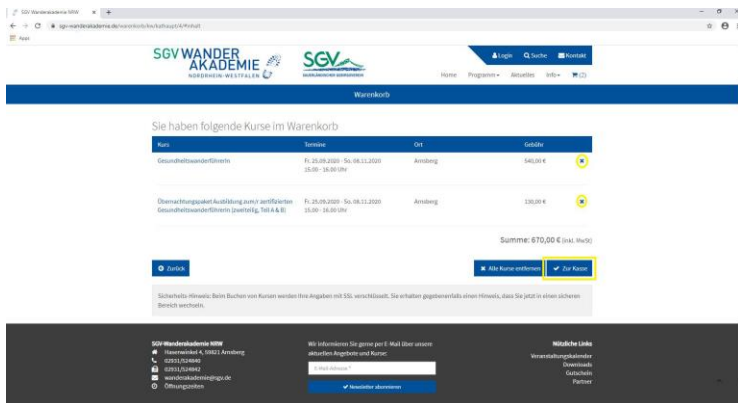 SGV Wanderakademie NRW
sgv-wanderakademie.de/warenkorb/kw/kathaupt/4/#inhalt
Apps
SGV WANDER
AKADEMIE
NORDRHEIN-WESTFALEN
SGV
SAUERLÄNDISCHER GEBIRGSVEREIN
Login Suche Kontakt
Home Programm Aktuelles Info (2)
Warenkorb
Sie haben folgende Kurse im Warenkorb
Kurs Termine Ort Gebühr
GesundheitswanderführerIn Fr. 25.09.2020 - So. 08.11.2020 Arnsberg 540,00 €
15:00 - 16:00 Uhr
Übernachtungspaket Ausbildung zum/r zertifizierten Fr. 25.09.2020 - So. 08.11.2020 Arnsberg 130,00 €
GesundheitswanderführerIn (zweiteilig, Teil A & B) 15:00 - 16:00 Uhr
Summe: 670,00 € (inkl. MwSt)
Zurück Alle Kurse entfernen Zur Kasse
Sicherheits-Hinweis: Beim Buchen von Kursen werden Ihre Angaben mit SSL verschlüsselt. Sie erhalten gegebenenfalls einen Hinweis, dass Sie jetzt in einen sicheren
Bereich wechseln.
SGV-Wanderakademie NRW
Hasenwinkel 4, 59821 Arnsberg
02931/524840
02931/524842
wanderakademie@sgv.de
Öffnungszeiten
Wir informieren Sie gerne per E-Mail über unsere
aktuellen Angebote und Kurse:
E-Mail-Adresse *
Newsletter abonnieren
Nützliche Links
Veranstaltungskalender
Downloads
Gutschein
Partner